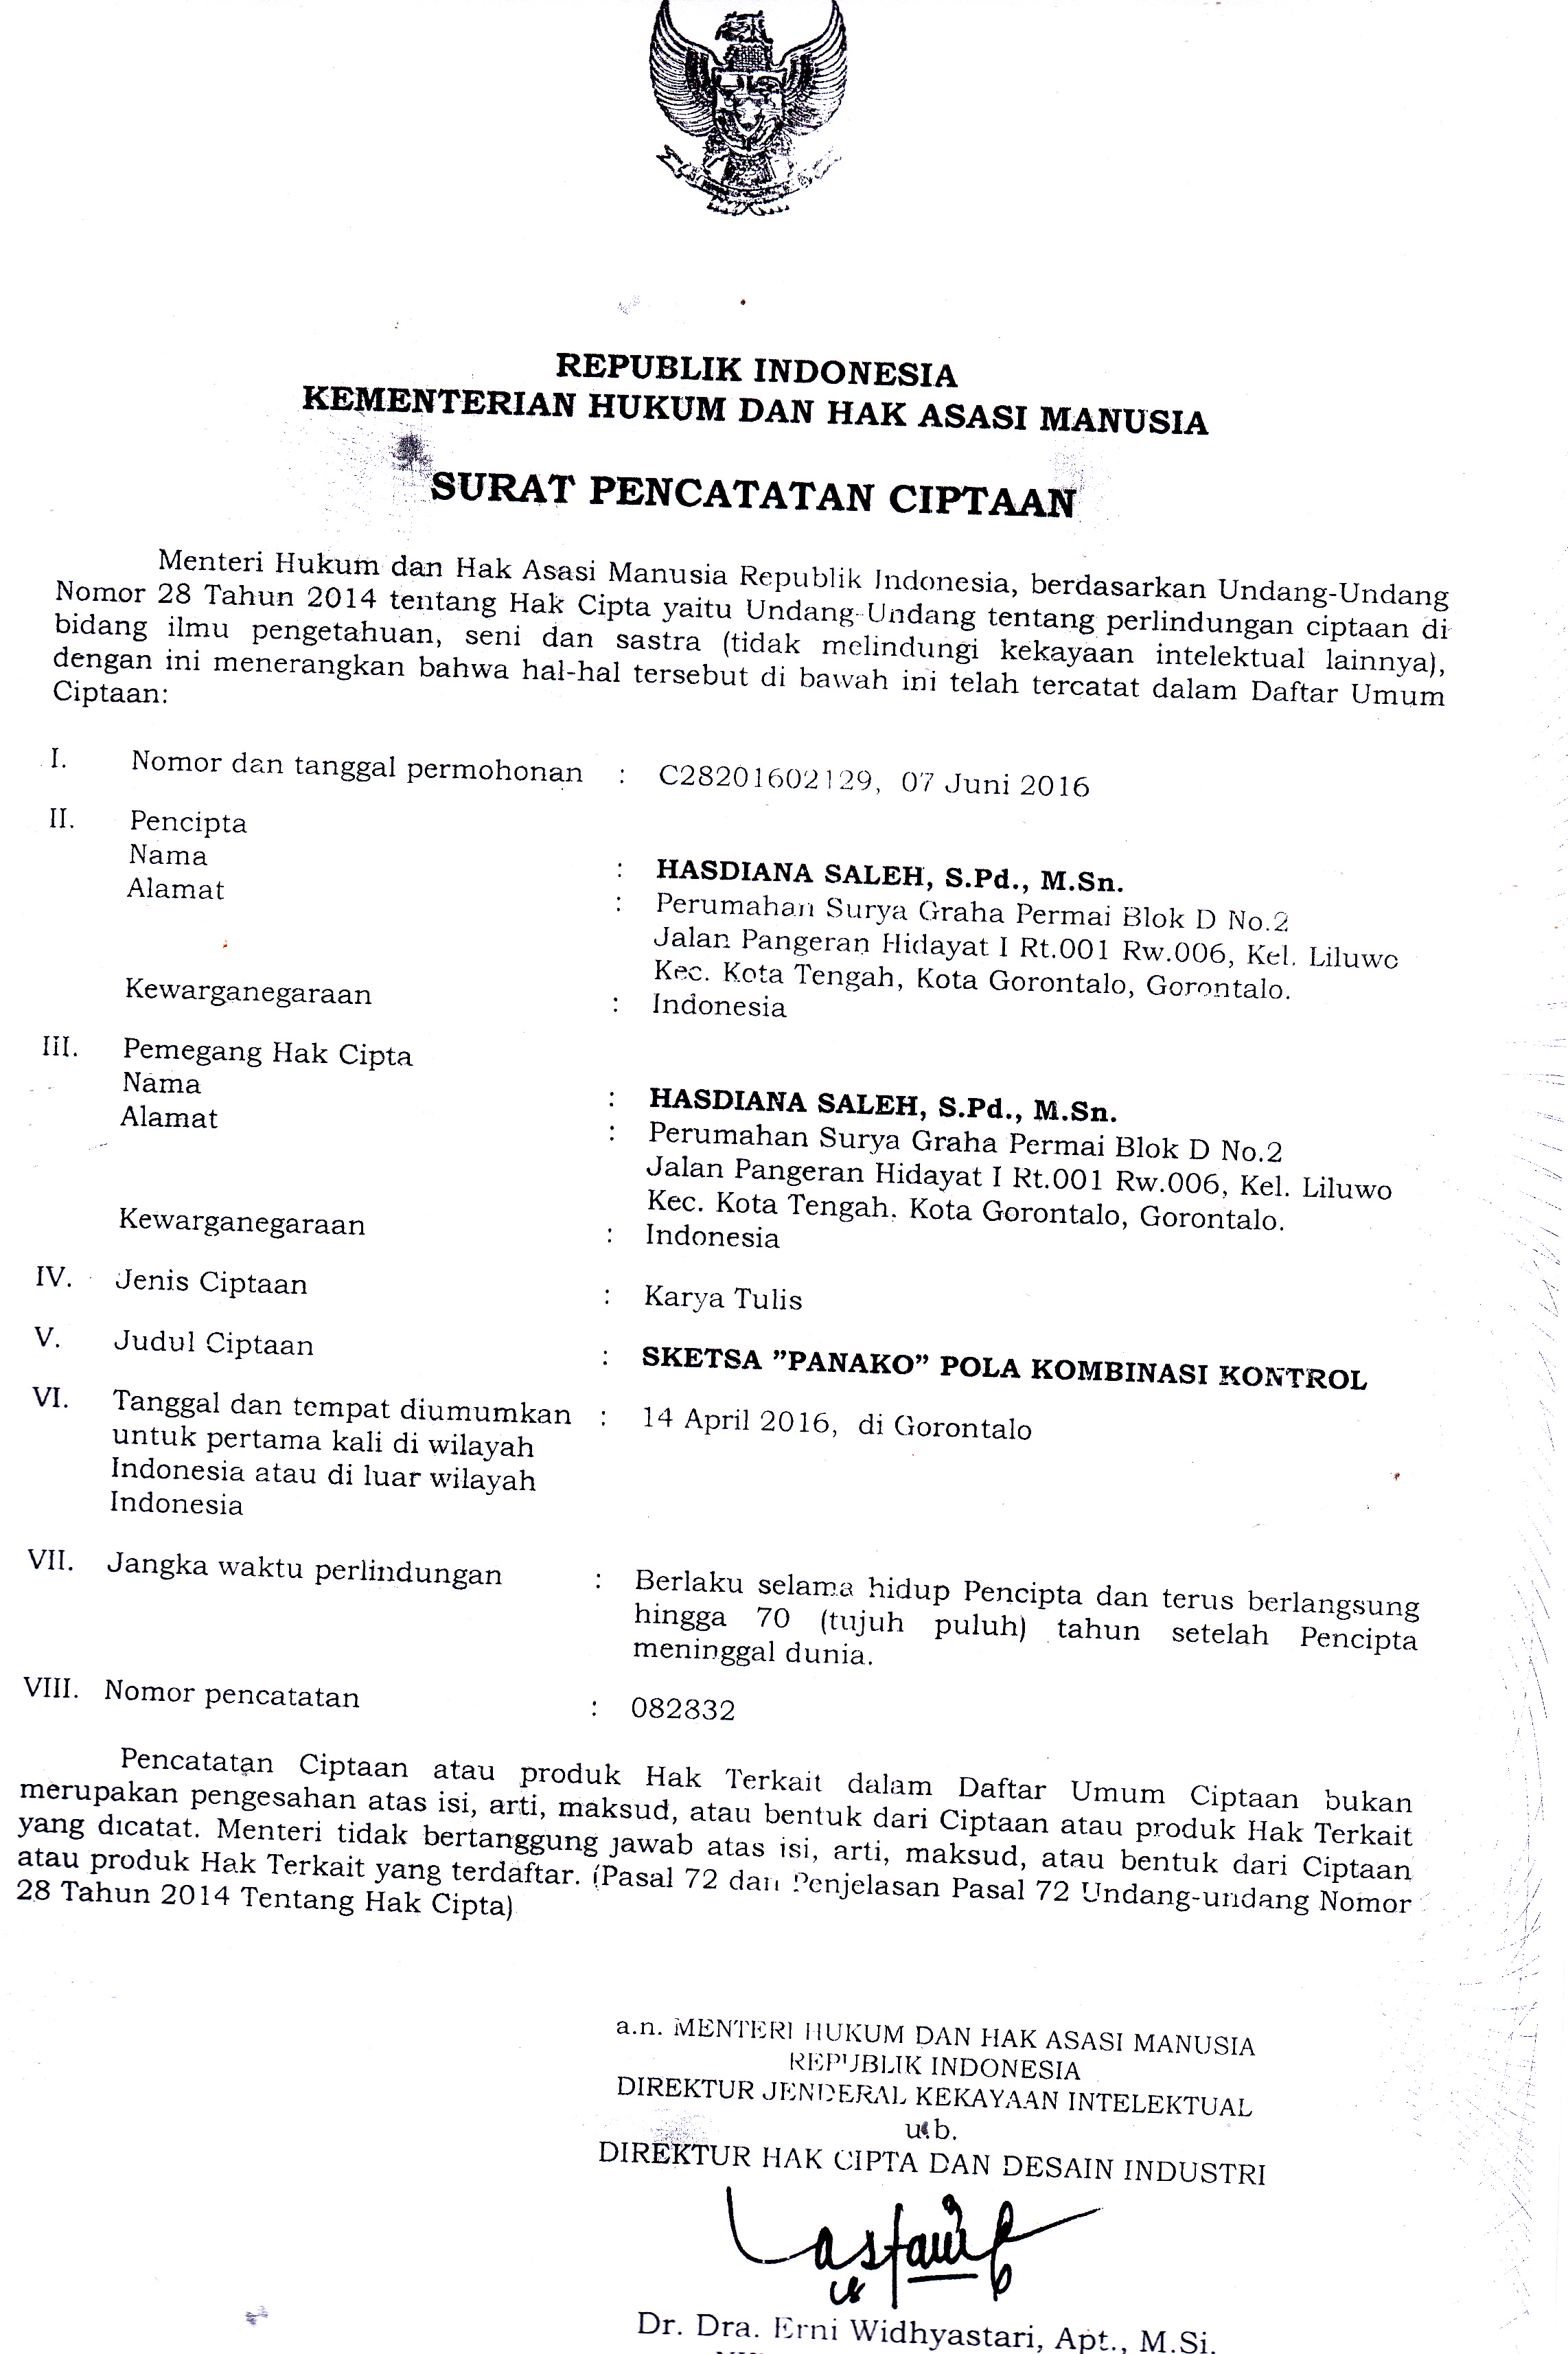 REPUBLIK INDONESIA
KEMENTERIAN HUKUM DAN HAK ASASI MANUSIA
SURAT PENCATATAN CIPTAAN
Menteri Hukum dan Hak Asasi Manusia Republik Indonesia, berdasarkan Undang-Undang
Nomor 28 Tahun 2014 tentang Hak Cipta yaitu Undang-Undang tentang perlindungan ciptaan di
bidang ilmu pengetahuan, seni dan sastra (tidak melindungi kekayaan intelektual lainnya),
dengan ini menerangkan bahwa hal-hal tersebut di bawah ini telah tercatat dalam Daftar Umum
Ciptaan:
I. Nomor dan tanggal permohonan : C28201602129, 07 Juni 2016
II. Pencipta
Nama : HASDIANA SALEH, S.Pd., M.Sn.
Alamat : Perumahan Surya Graha Permai Blok D No.2
Jalan Pangeran Hidayat I Rt.001 Rw.006, Kel. Liluwo
Kec. Kota Tengah, Kota Gorontalo, Gorontalo.
Kewarganegaraan : Indonesia
III. Pemegang Hak Cipta
Nama : HASDIANA SALEH, S.Pd., M.Sn.
Alamat : Perumahan Surya Graha Permai Blok D No.2
Jalan Pangeran Hidayat I Rt.001 Rw.006, Kel. Liluwo
Kec. Kota Tengah, Kota Gorontalo, Gorontalo.
Kewarganegaraan : Indonesia
IV. Jenis Ciptaan : Karya Tulis
V. Judul Ciptaan : SKETSA ”PANAKO” POLA KOMBINASI KONTROL
VI. Tanggal dan tempat diumumkan : 14 April 2016, di Gorontalo
untuk pertama kali di wilayah
Indonesia atau di luar wilayah
Indonesia
VII. Jangka waktu perlindungan : Berlaku selama hidup Pencipta dan terus berlangsung
hingga 70 (tujuh puluh) tahun setelah Pencipta
meninggal dunia.
VIII. Nomor pencatatan : 082832
Pencatatan Ciptaan atau produk Hak Terkait dalam Daftar Umum Ciptaan bukan
merupakan pengesahan atas isi, arti, maksud, atau bentuk dari Ciptaan atau produk Hak Terkait
yang dicatat. Menteri tidak bertanggung jawab atas isi, arti, maksud, atau bentuk dari Ciptaan
atau produk Hak Terkait yang terdaftar. (Pasal 72 dan Penjelasan Pasal 72 Undang-undang Nomor
28 Tahun 2014 Tentang Hak Cipta)
a.n. MENTERI HUKUM DAN HAK ASASI MANUSIA
REPUBLIK INDONESIA
DIREKTUR JENDERAL KEKAYAAN INTELEKTUAL
u.b.
DIREKTUR HAK CIPTA DAN DESAIN INDUSTRI
Dr. Dra. Erni Widhyastari, Apt., M.Si.